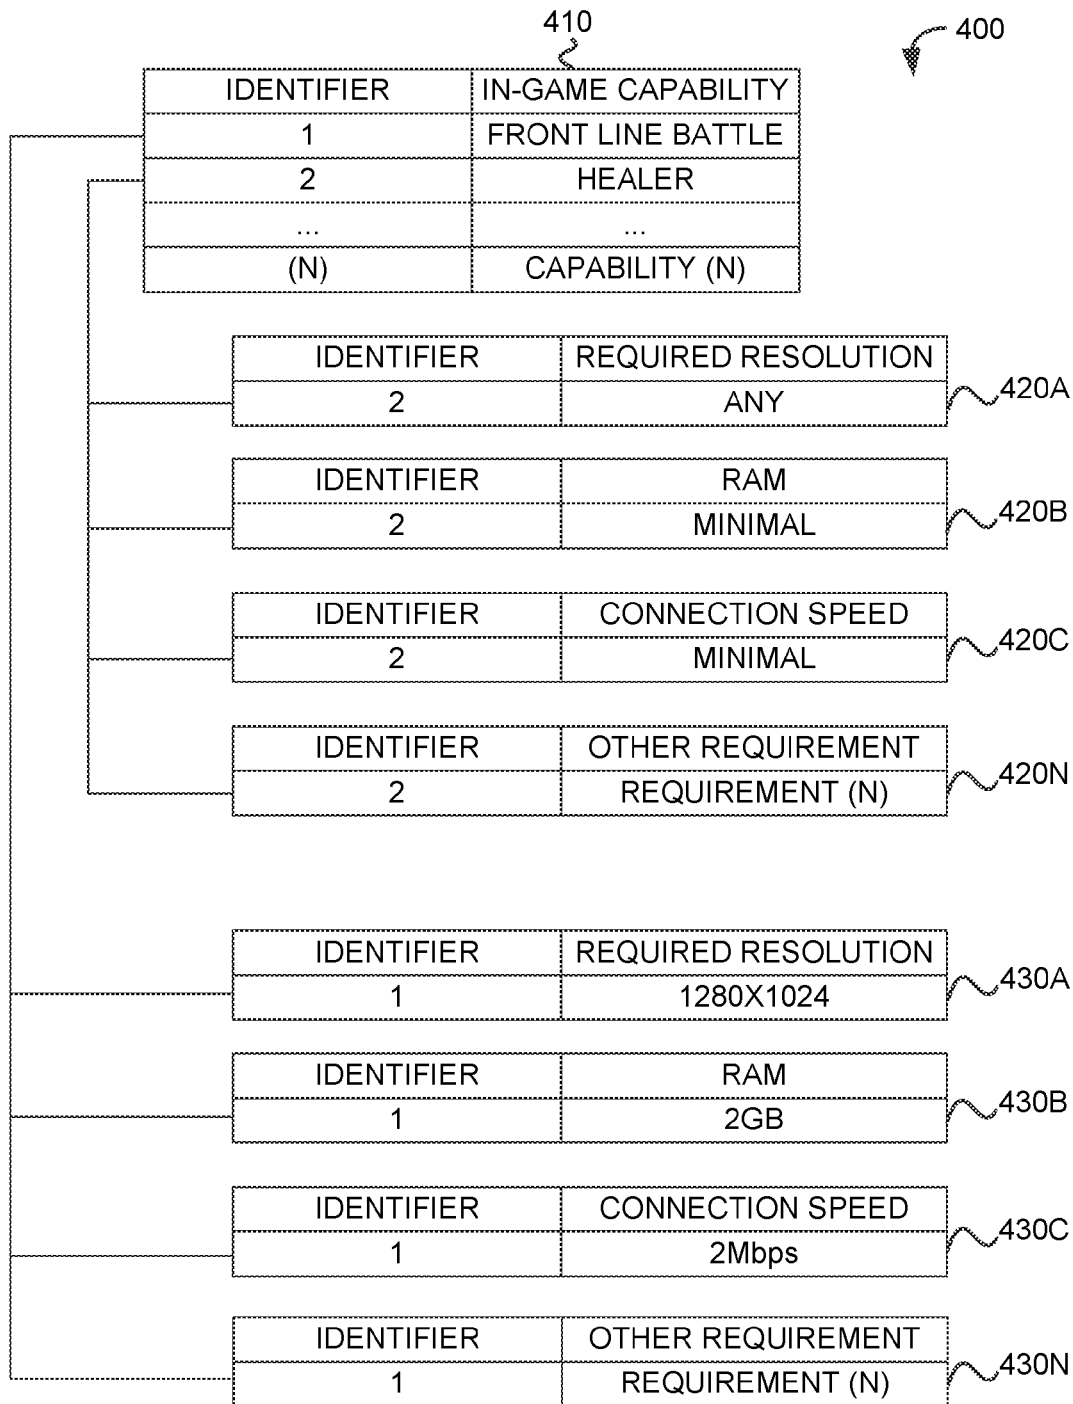 410
400
IDENTIFIER IN-GAME CAPABILITY
1 FRONT LINE BATTLE
2 HEALER
... ...
(N) CAPABILITY (N)
IDENTIFIER REQUIRED RESOLUTION
2 ANY
420A
IDENTIFIER RAM
2 MINIMAL
420B
IDENTIFIER CONNECTION SPEED
2 MINIMAL
420C
IDENTIFIER OTHER REQUIREMENT
2 REQUIREMENT (N)
420N
IDENTIFIER REQUIRED RESOLUTION
1 1280X1024
430A
IDENTIFIER RAM
1 2GB
430B
IDENTIFIER CONNECTION SPEED
1 2Mbps
430C
IDENTIFIER OTHER REQUIREMENT
1 REQUIREMENT (N)
430N